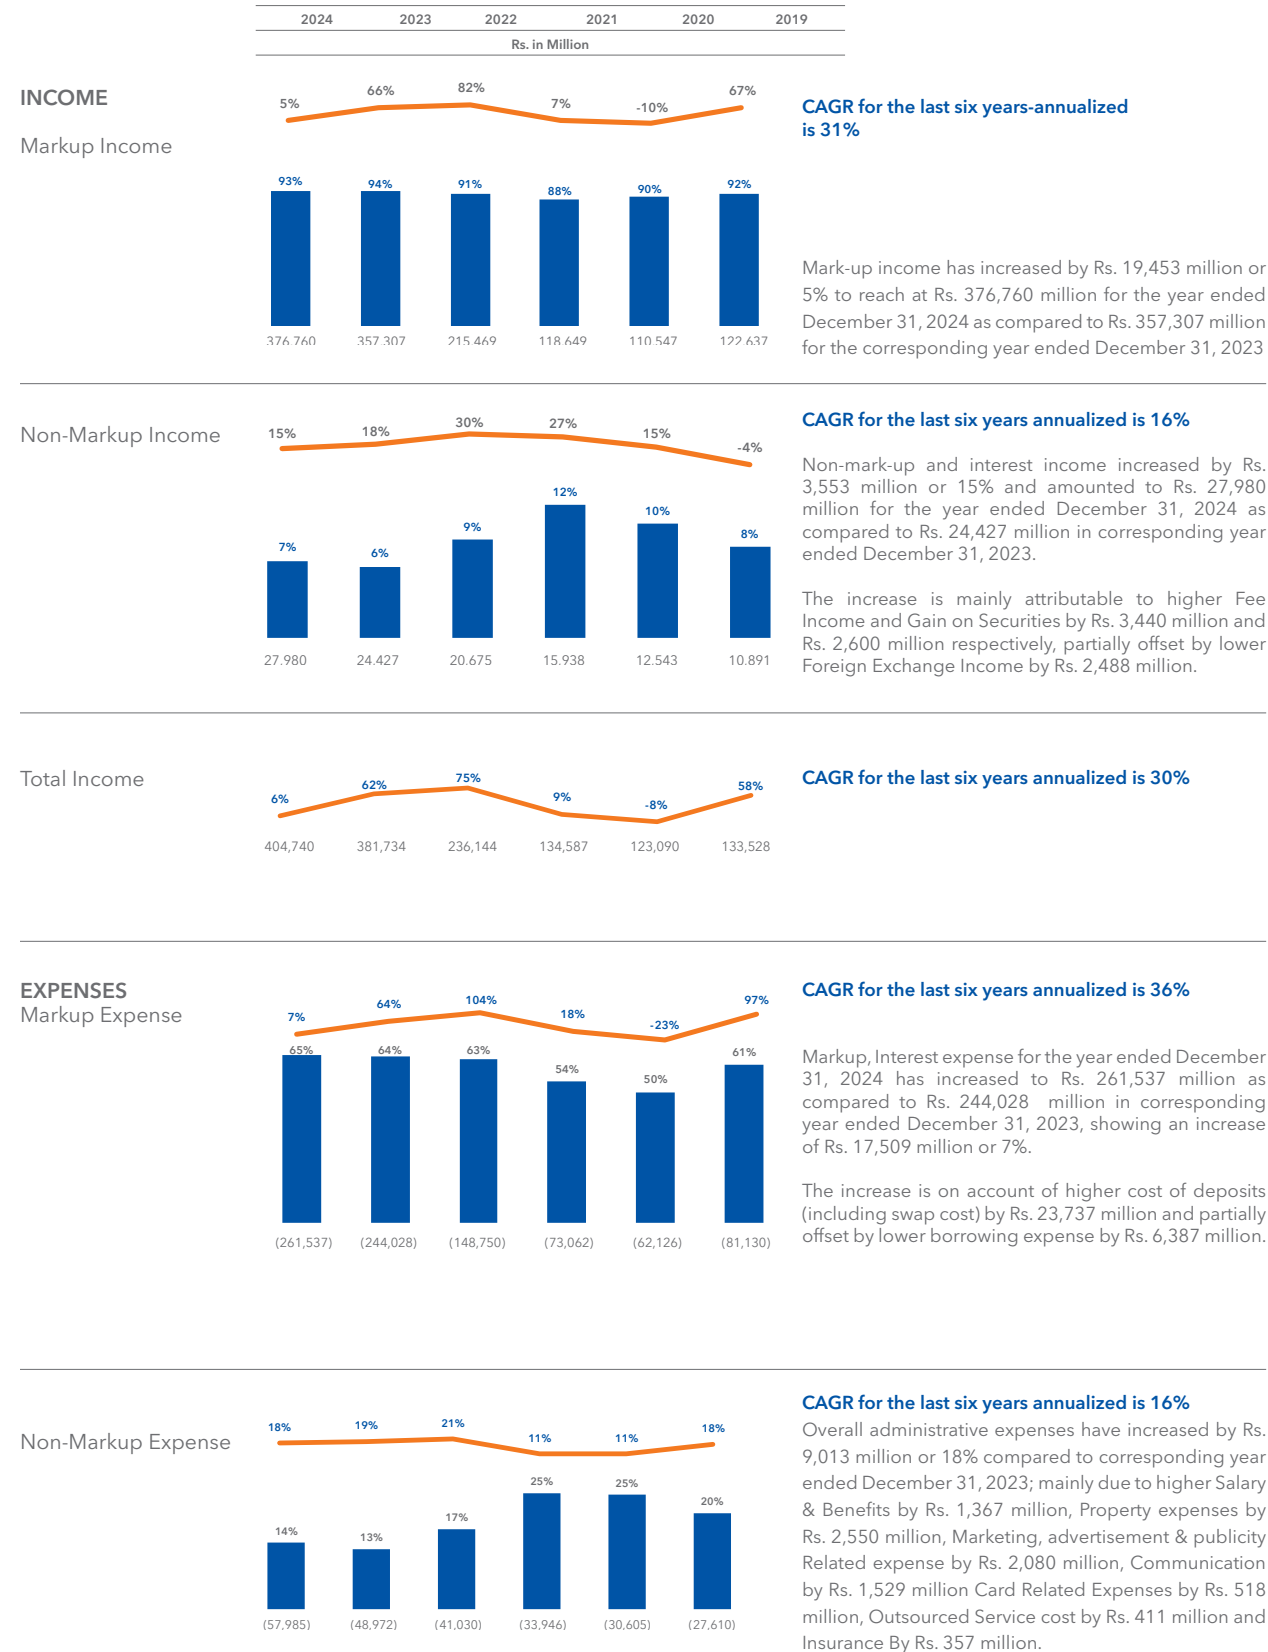 2024 2023 2022 2021 2020 2019
Rs. in Million
INCOME
Markup Income
5% 66% 82% 7% -10% 67%
93% 94% 91% 88% 90% 92%
376,760 357,307 215,469 118,649 110,547 122,637
CAGR for the last six years-annualized
is 31%
Mark-up income has increased by Rs. 19,453 million or
5% to reach at Rs. 376,760 million for the year ended
December 31, 2024 as compared to Rs. 357,307 million
for the corresponding year ended December 31, 2023
Non-Markup Income
15% 18% 30% 27% 15% -4%
7% 6% 9% 12% 10% 8%
27.980 24.427 20.675 15.938 12.543 10.891
CAGR for the last six years annualized is 16%
Non-mark-up and interest income increased by Rs.
3,553 million or 15% and amounted to Rs. 27,980
million for the year ended December 31, 2024 as
compared to Rs. 24,427 million in corresponding year
ended December 31, 2023.
The increase is mainly attributable to higher Fee
Income and Gain on Securities by Rs. 3,440 million and
Rs. 2,600 million respectively, partially offset by lower
Foreign Exchange Income by Rs. 2,488 million.
Total Income
6% 62% 75% 9% -8% 58%
404,740 381,734 236,144 134,587 123,090 133,528
CAGR for the last six years annualized is 30%
EXPENSES
Markup Expense
7% 64% 104% 18% -23% 97%
65% 64% 63% 54% 50% 61%
(261,537) (244,028) (148,750) (73,062) (62,126) (81,130)
CAGR for the last six years annualized is 36%
Markup, Interest expense for the year ended December
31, 2024 has increased to Rs. 261,537 million as
compared to Rs. 244,028 million in corresponding
year ended December 31, 2023, showing an increase
of Rs. 17,509 million or 7%.
The increase is on account of higher cost of deposits
(including swap cost) by Rs. 23,737 million and partially
offset by lower borrowing expense by Rs. 6,387 million.
Non-Markup Expense
18% 19% 21% 11% 11% 18%
14% 13% 17% 25% 25% 20%
(57,985) (48,972) (41,030) (33,946) (30,605) (27,610)
CAGR for the last six years annualized is 16%
Overall administrative expenses have increased by Rs.
9,013 million or 18% compared to corresponding year
ended December 31, 2023; mainly due to higher Salary
& Benefits by Rs. 1,367 million, Property expenses by
Rs. 2,550 million, Marketing, advertisement & publicity
Related expense by Rs. 2,080 million, Communication
by Rs. 1,529 million Card Related Expenses by Rs. 518
million, Outsourced Service cost by Rs. 411 million and
Insurance By Rs. 357 million.